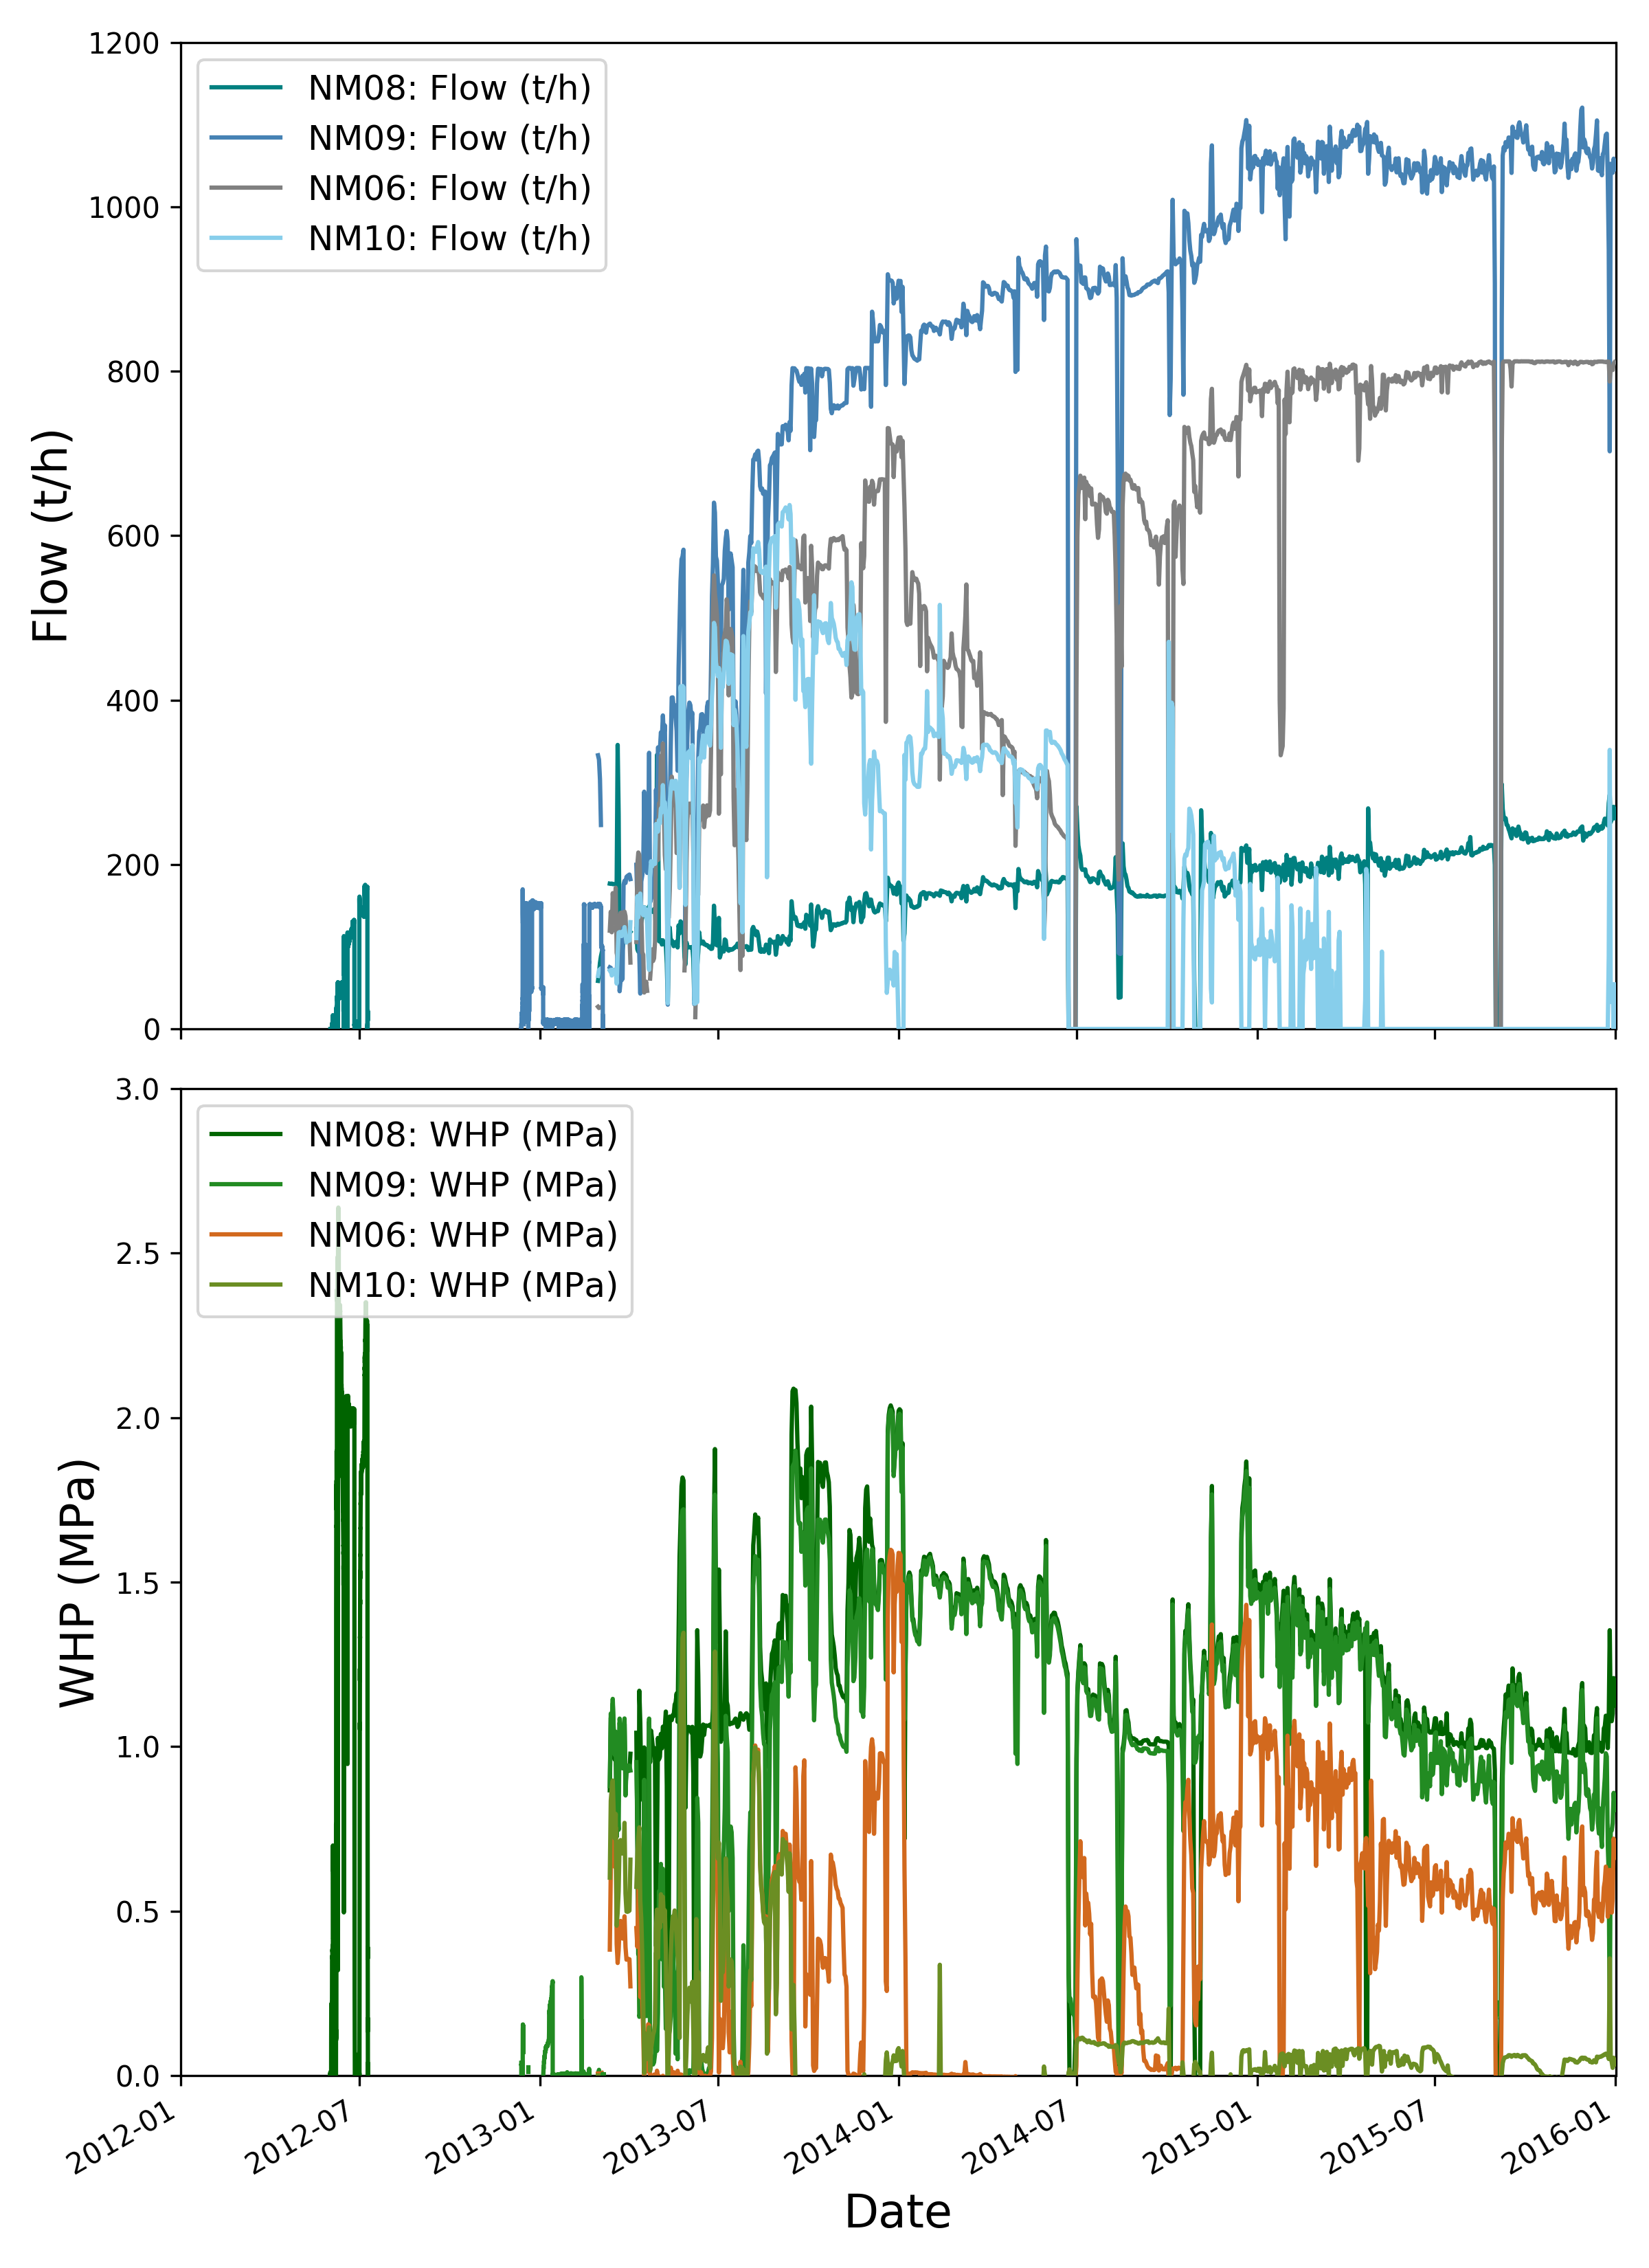 1200
1000
800
600
400
200
0
Flow (t/h)
NM08: Flow (t/h)
NM09: Flow (t/h)
NM06: Flow (t/h)
NM10: Flow (t/h)
3.0
2.5
2.0
1.5
1.0
0.5
0.0
WHP (MPa)
NM08: WHP (MPa)
NM09: WHP (MPa)
NM06: WHP (MPa)
NM10: WHP (MPa)
2012-01
2012-07
2013-01
2013-07
2014-01
2014-07
2015-01
2015-07
2016-01
Date